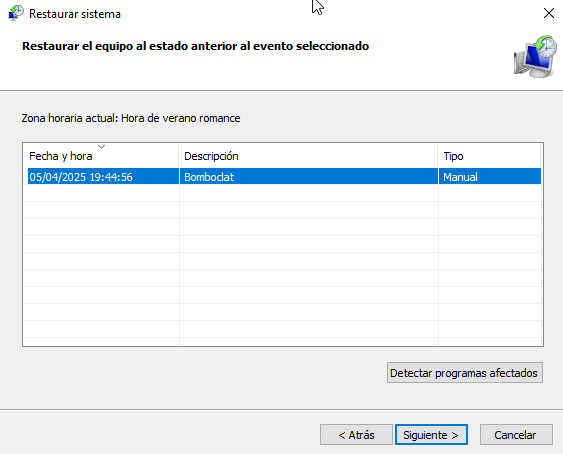 Restaurar sistema
Restaurar el equipo al estado anterior al evento seleccionado
Zona horaria actual: Hora de verano romance
Fecha y hora Descripción Tipo
05/04/2025 19:44:56 Bomboclat Manual
Detectar programas afectados
< Atrás Siguiente > Cancelar